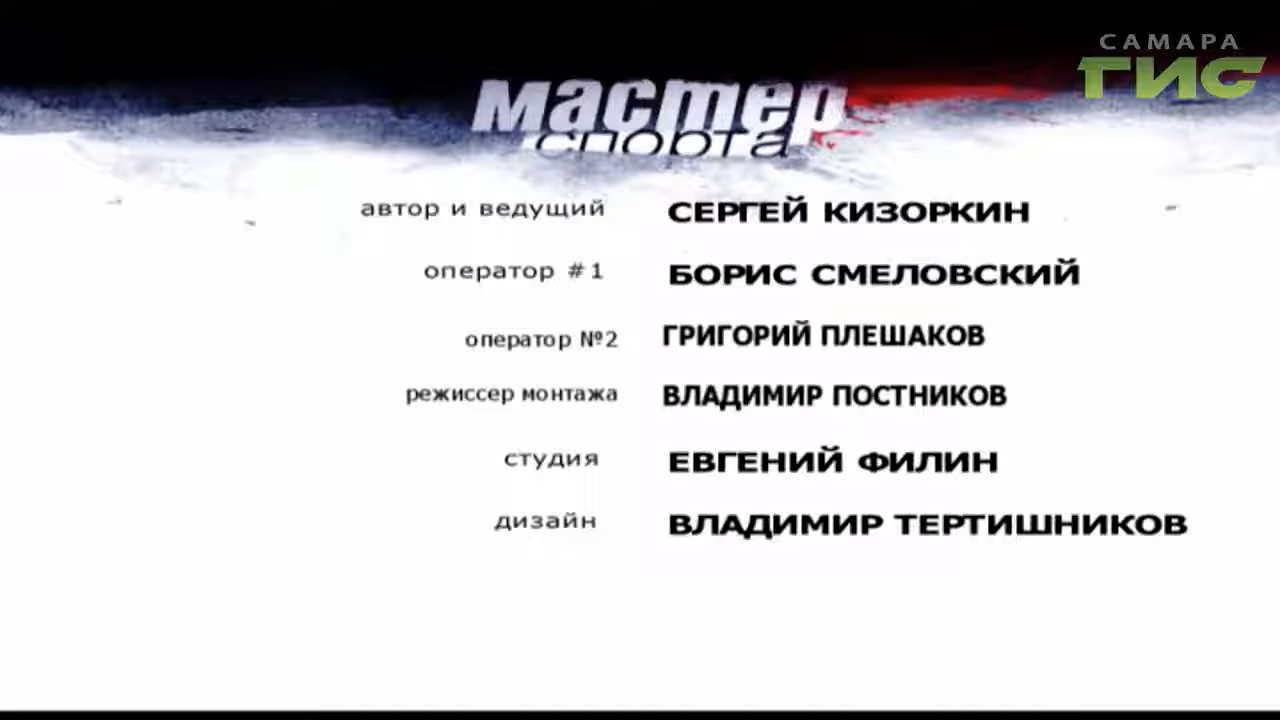 САМАРА
ГИС
мастер
спорта
автор и ведущий СЕРГЕЙ КИЗОРКИН
оператор #1 БОРИС СМЕЛОВСКИЙ
оператор №2 ГРИГОРИЙ ПЛЕШАКОВ
режиссер монтажа ВЛАДИМИР ПОСТНИКОВ
студия ЕВГЕНИЙ ФИЛИН
дизайн ВЛАДИМИР ТЕРТИШНИКОВ